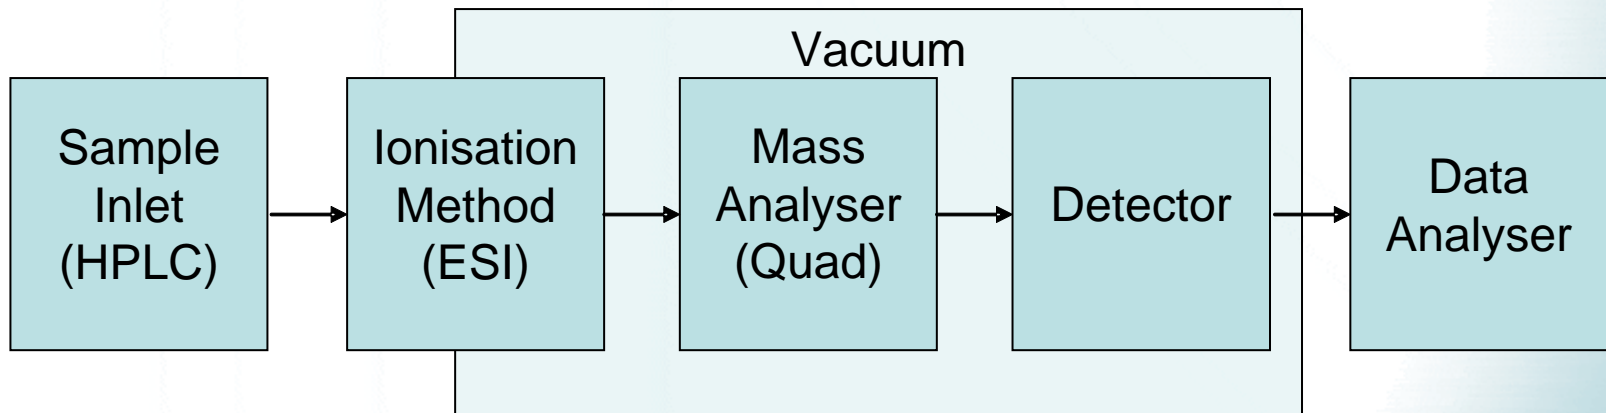 Vacuum
Sample
Inlet
(HPLC)
Ionisation
Method
(ESI)
Mass
Analyser
(Quad)
Detector
Data
Analyser